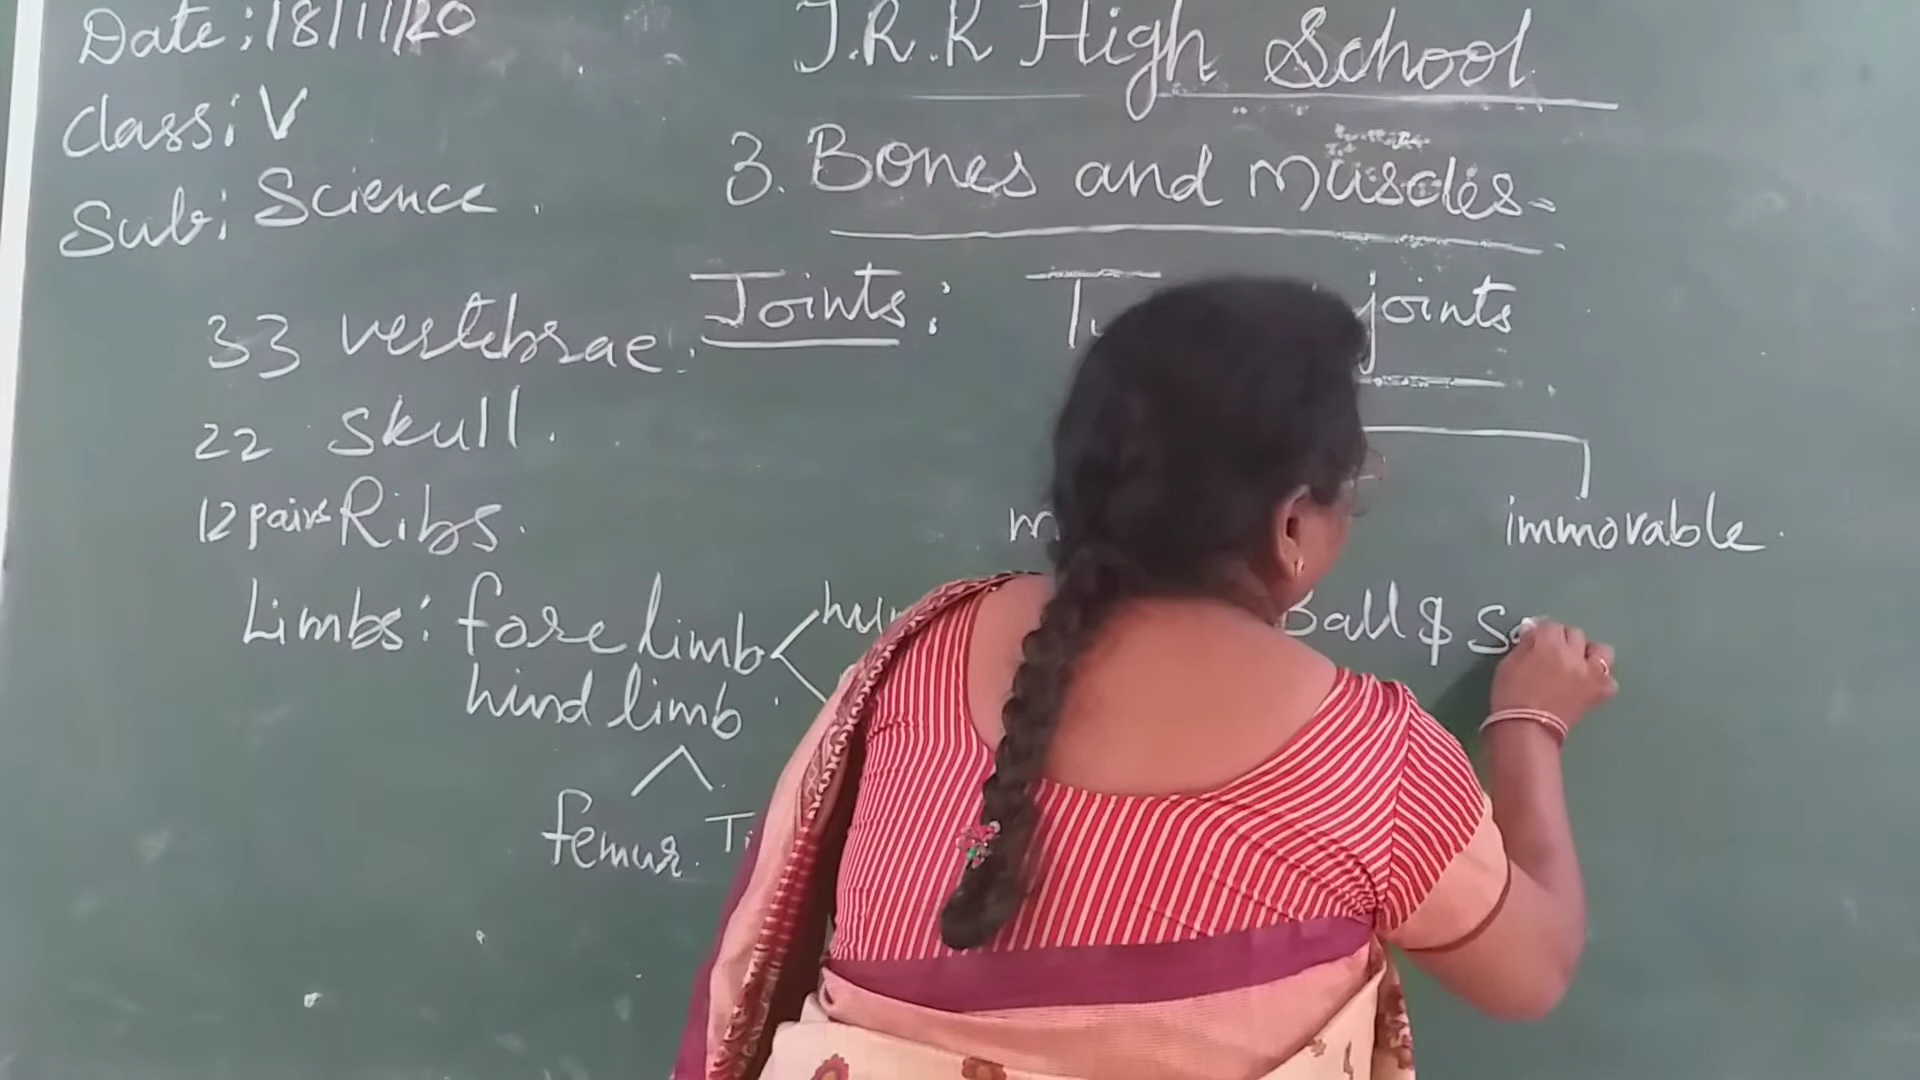 Date: 18/11/20
Class: V
Sub: Science.
J.R.R High School
3. Bones and Muscles
Joints: joints
33 vertebrae.
22 Skull.
12 pairs Ribs.
immovable.
Limbs: fore limb
hind limb
Ball & So
femur.